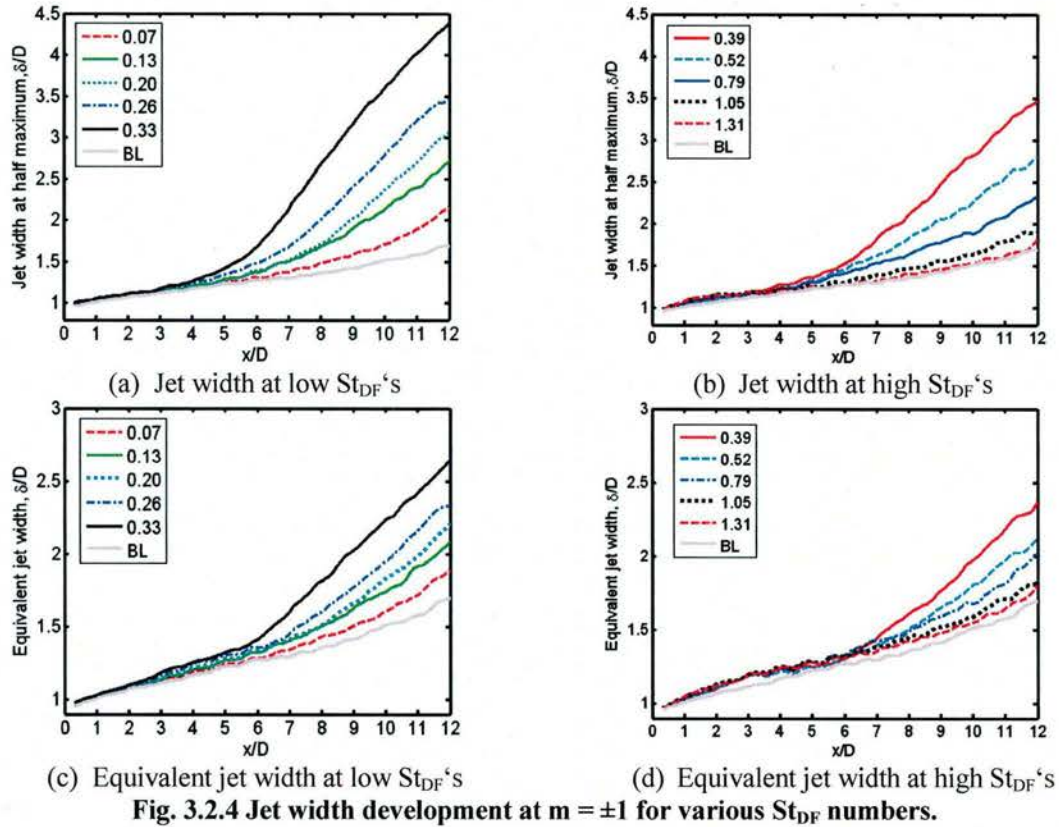 4.5
4
3.5
3
2.5
2
1.5
1
0 1 2 3 4 5 6 7 8 9 10 11 12
Jet width at half maximum,δ/D
x/D
0.07
0.13
0.20
0.26
0.33
BL
(a) Jet width at low St_DF‘s
4.5
4
3.5
3
2.5
2
1.5
1
0 1 2 3 4 5 6 7 8 9 10 11 12
Jet width at half maximum,δ/D
x/D
0.39
0.52
0.79
1.05
1.31
BL
(b) Jet width at high St_DF‘s
3
2.5
2
1.5
1
0 1 2 3 4 5 6 7 8 9 10 11 12
Equivalent jet width, δ/D
x/D
0.07
0.13
0.20
0.26
0.33
BL
(c) Equivalent jet width at low St_DF‘s
3
2.5
2
1.5
1
0 1 2 3 4 5 6 7 8 9 10 11 12
Equivalent jet width, δ/D
x/D
0.39
0.52
0.79
1.05
1.31
BL
(d) Equivalent jet width at high St_DF‘s
Fig. 3.2.4 Jet width development at m = ±1 for various St_DF numbers.